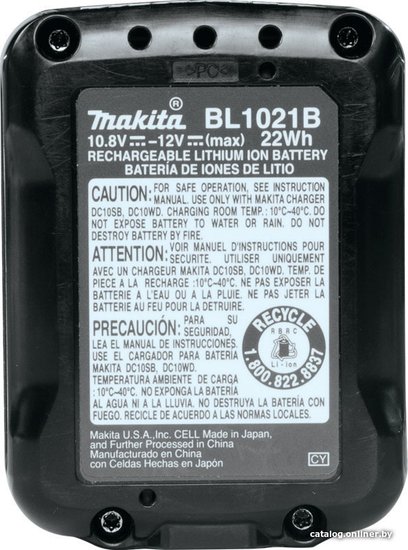 PO
Makita® BL1021B
10.8V⎓-12V⎓(max) 22Wh
RECHARGEABLE LITHIUM ION BATTERY
BATERÍA DE IONES DE LITIO
CAUTION: FOR SAFE OPERATION, SEE INSTRUCTION
MANUAL. USE ONLY WITH MAKITA CHARGER
DC10SB, DC10WD. CHARGING ROOM TEMP.:10°C~40°C. DO
NOT EXPOSE BATTERY TO WATER OR RAIN. DO NOT
DESTROY BATTERY BY FIRE.
ATTENTION: VOIR MANUEL D'INSTRUCTIONS POUR
SECURITE. UTILISER UNIQUEMENT
AVEC UN CHARGEUR MAKITA DC10SB, DC10WD. TEMP. DE
PIECE A LA RECHARGE :10°C~40°C. NE PAS EXPOSER LA
BATTERIE A L'EAU OU A LA PLUIE. NE PAS JETER LA
BATTERIE AU FEU POUR LA DETRUIRE.
PRECAUCIÓN: PARA SU
SEGURIDAD,
LEA EL MANUAL DE INSTRUCCIONES.
USE EL CARGADOR PARA BATERIA
MAKITA DC10SB, DC10WD.
TEMPERATURA AMBIENTE DE CARGA
:10°C~40°C. NO EXPONGA LA BATERIA
AL AGUA NI A LA LLUVIA. NO DESTRUYA LA BATERIA CON
FUEGO. RECICLE DE ACUERDO A LAS NORMAS LOCALES.
RECYCLE
RBRC
Li-ion
1.800.822.8837
Makita U.S.A.,Inc. CELL Made in Japan,
and Further Processed in China
Manufacturado en China
con Celdas Hechas en Japón
CY
catalog.onliner.by